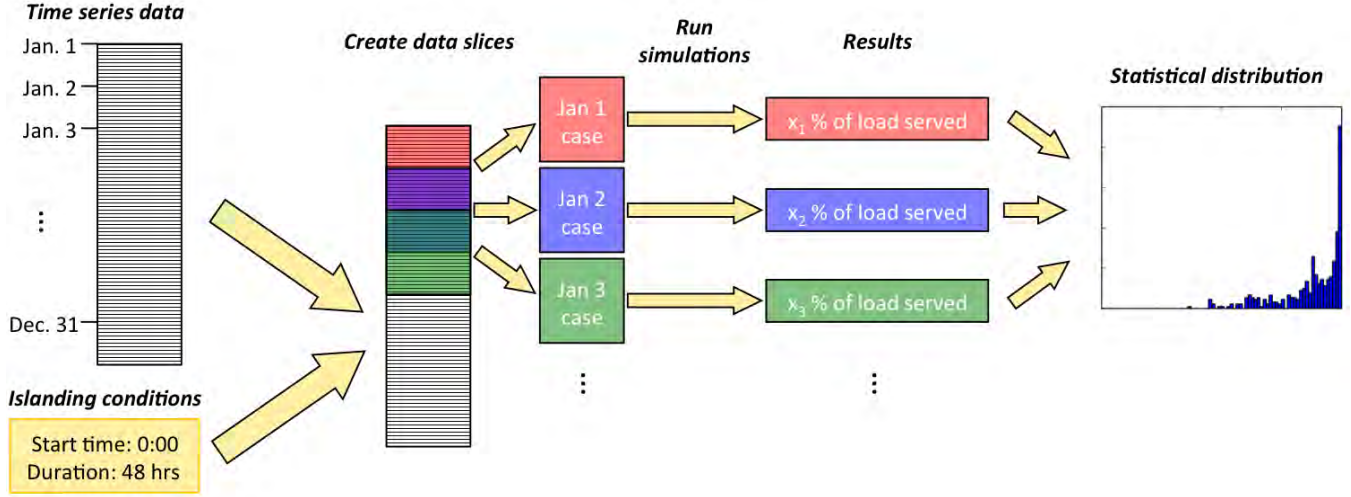 Time series data
Jan. 1
Jan. 2
Jan. 3
...
Dec. 31
Islanding conditions
Start time: 0:00
Duration: 48 hrs
Create data slices
Jan 1
case
Jan 2
case
Jan 3
case
...
Run
simulations
Results
x₁ % of load served
x₂ % of load served
x₃ % of load served
...
Statistical distribution